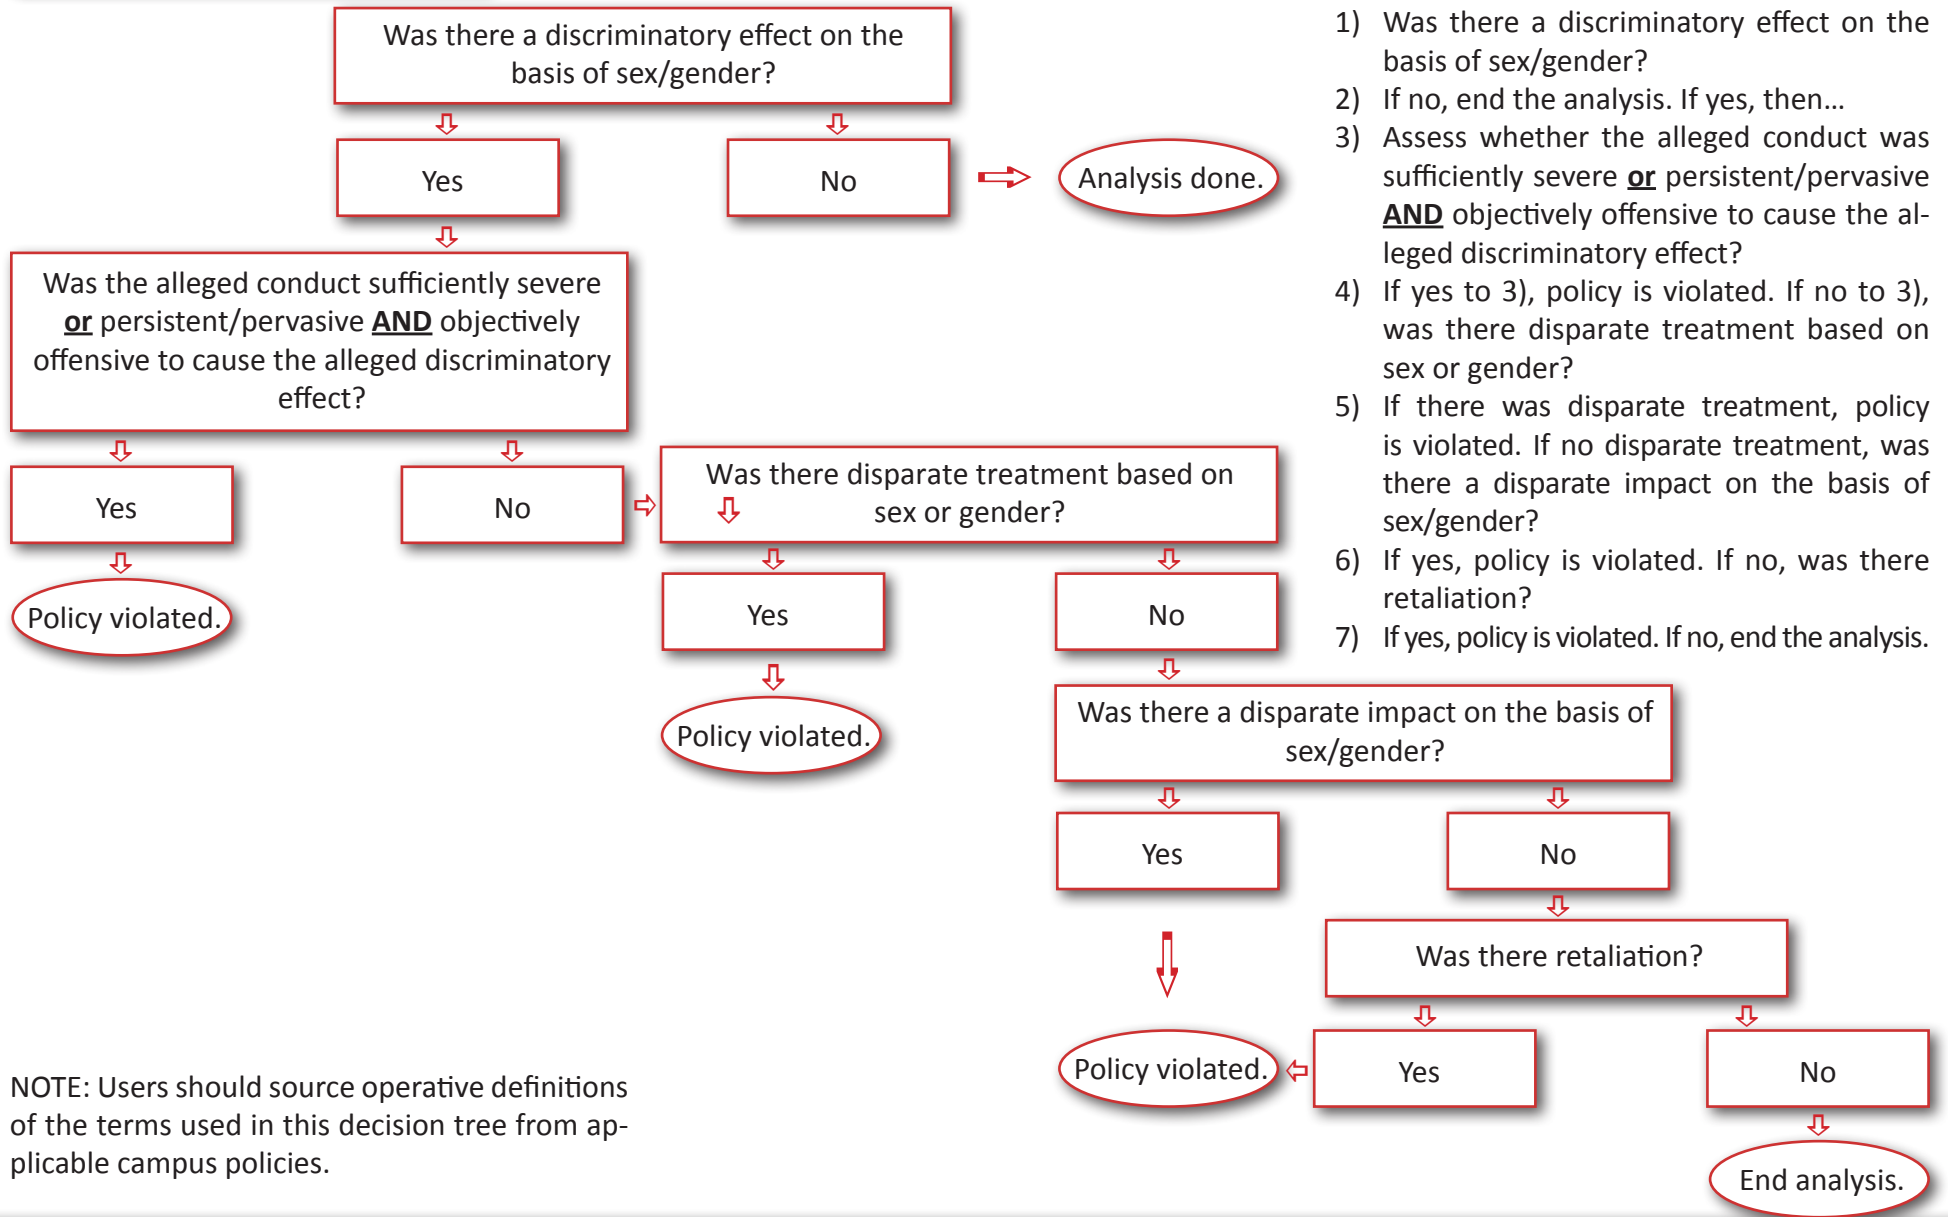 Was there a discriminatory effect on the
basis of sex/gender?
Yes
No
Analysis done.
Was the alleged conduct sufficiently severe
or persistent/pervasive AND objectively
offensive to cause the alleged discriminatory
effect?
Yes
No
Policy violated.
Was there disparate treatment based on
sex or gender?
Yes
No
Policy violated.
Was there a disparate impact on the basis of
sex/gender?
Yes
No
Was there retaliation?
Policy violated.
Yes
No
End analysis.
1) Was there a discriminatory effect on the
basis of sex/gender?
2) If no, end the analysis. If yes, then...
3) Assess whether the alleged conduct was
sufficiently severe or persistent/pervasive
AND objectively offensive to cause the al-
leged discriminatory effect?
4) If yes to 3), policy is violated. If no to 3),
was there disparate treatment based on
sex or gender?
5) If there was disparate treatment, policy
is violated. If no disparate treatment, was
there a disparate impact on the basis of
sex/gender?
6) If yes, policy is violated. If no, was there
retaliation?
7) If yes, policy is violated. If no, end the analysis.
NOTE: Users should source operative definitions
of the terms used in this decision tree from ap-
plicable campus policies.